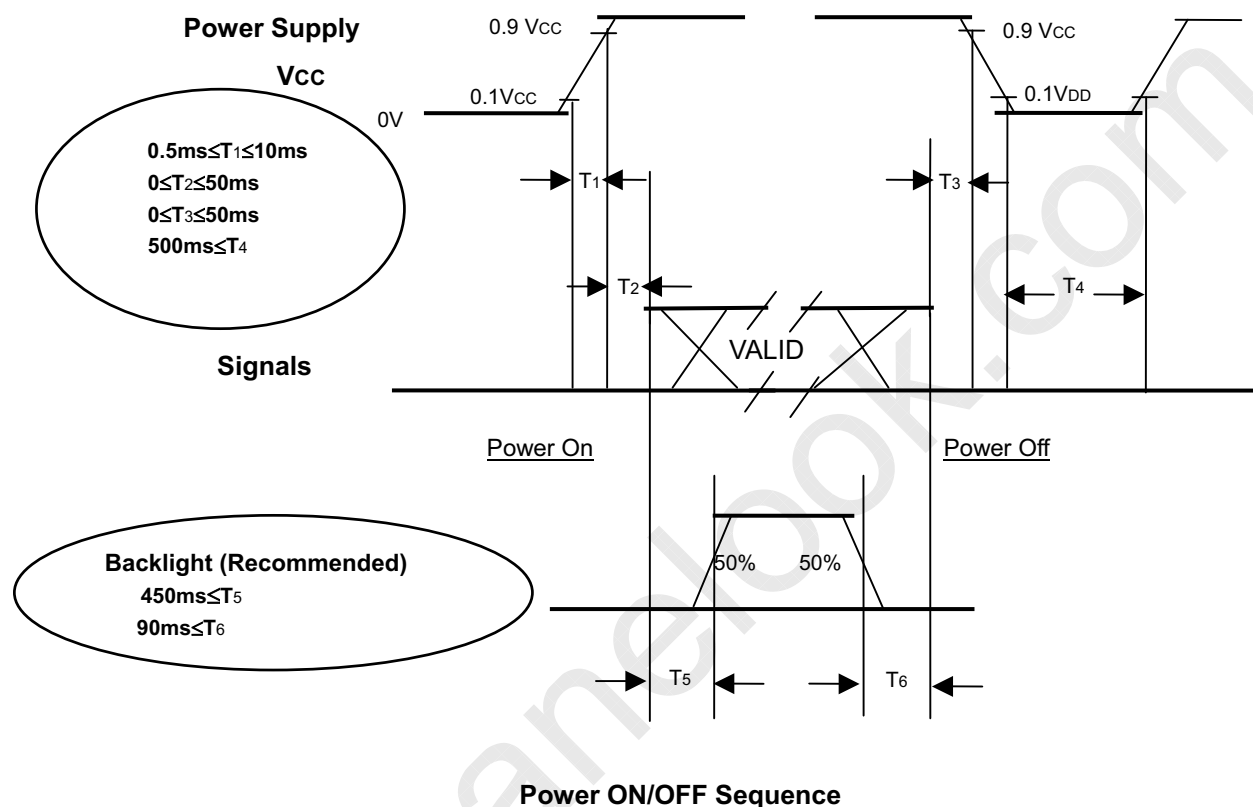 Power Supply
0.9 VCC
0.9 VCC
VCC
0.1VCC
0.1VDD
0V
0.5ms≤T1≤10ms
0≤T2≤50ms
0≤T3≤50ms
500ms≤T4
T1
T3
T2
T4
VALID
Signals
Power On
Power Off
Backlight (Recommended)
450ms≤T5
90ms≤T6
50%
50%
T5
T6
Power ON/OFF Sequence
anelook.com